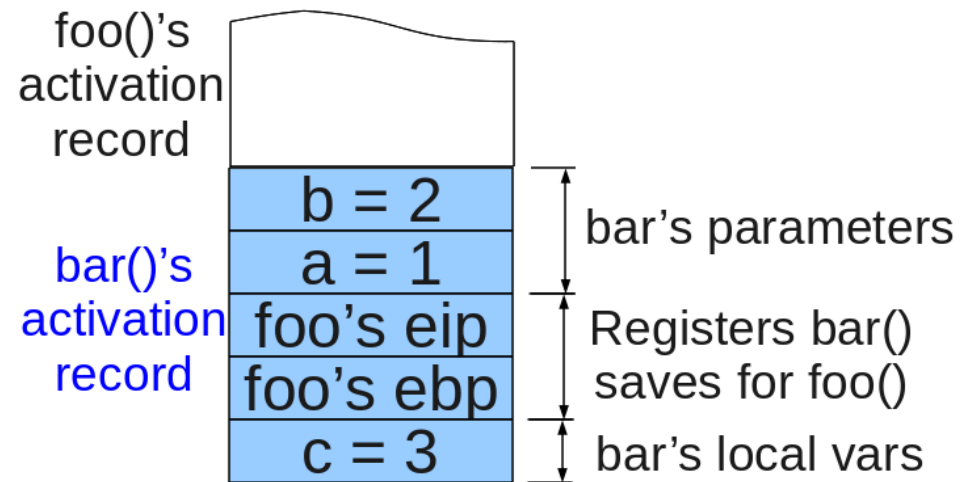 foo()’s
activation
record
b = 2
a = 1
bar’s parameters
bar()’s
activation
record
foo’s eip
foo’s ebp
Registers bar()
saves for foo()
c = 3
bar’s local vars